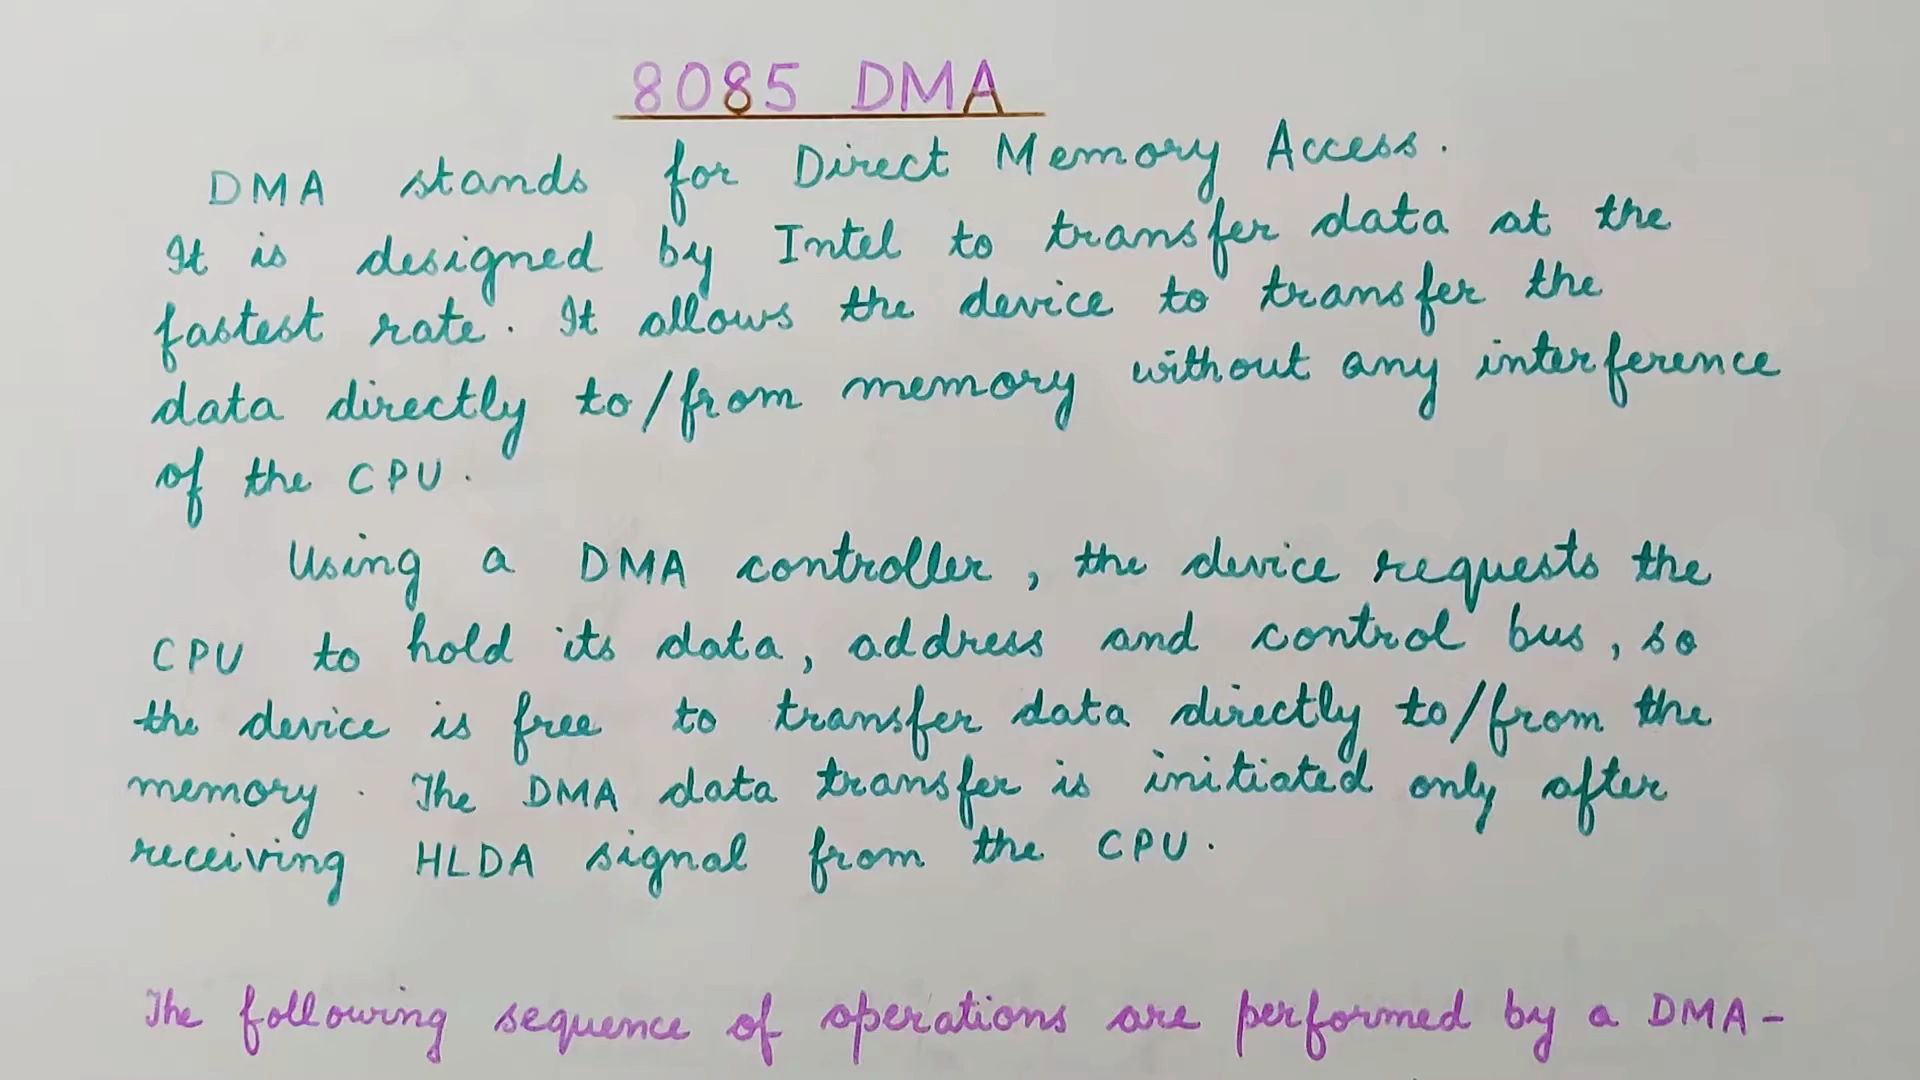 8085 DMA
DMA stands for Direct Memory Access.
It is designed by Intel to transfer data at the
fastest rate. It allows the device to transfer the
data directly to/from memory without any interference
of the CPU.
Using a DMA controller, the device requests the
CPU to hold its data, address and control bus, so
the device is free to transfer data directly to/from the
memory. The DMA data transfer is initiated only after
receiving HLDA signal from the CPU.
The following sequence of operations are performed by a DMA-